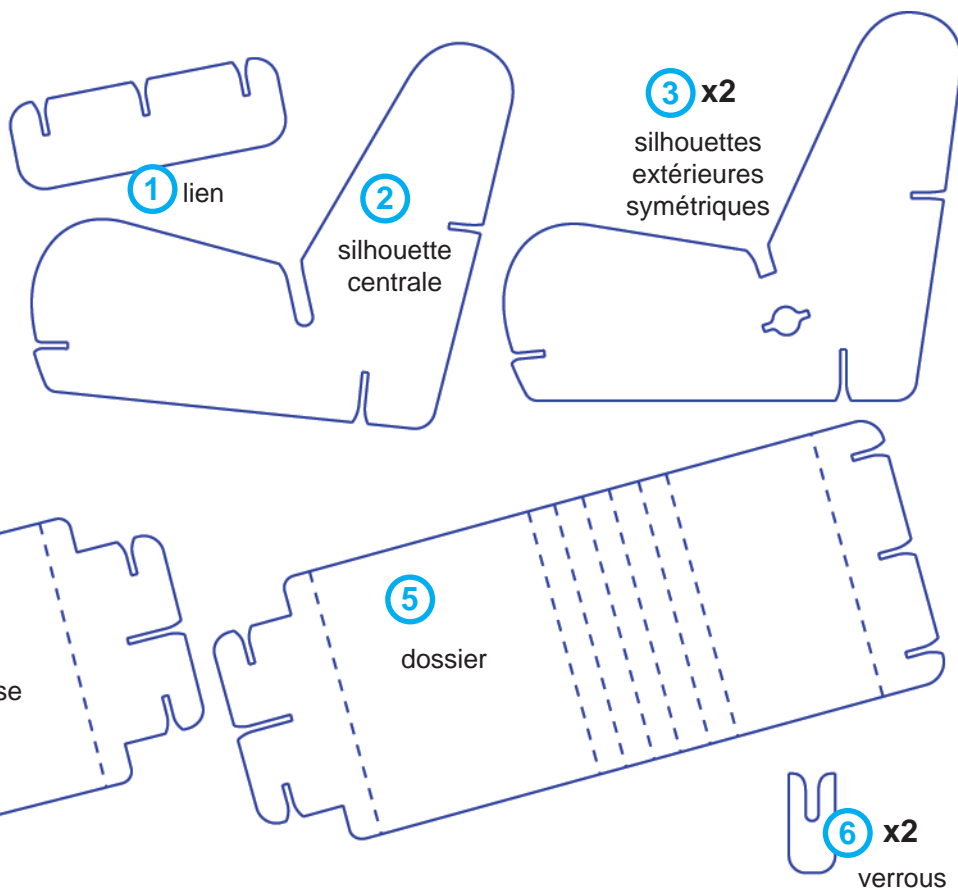 1 lien
2
silhouette
centrale
3 x2
silhouettes
extérieures
symétriques
5
dossier
se
6 x2
verrous